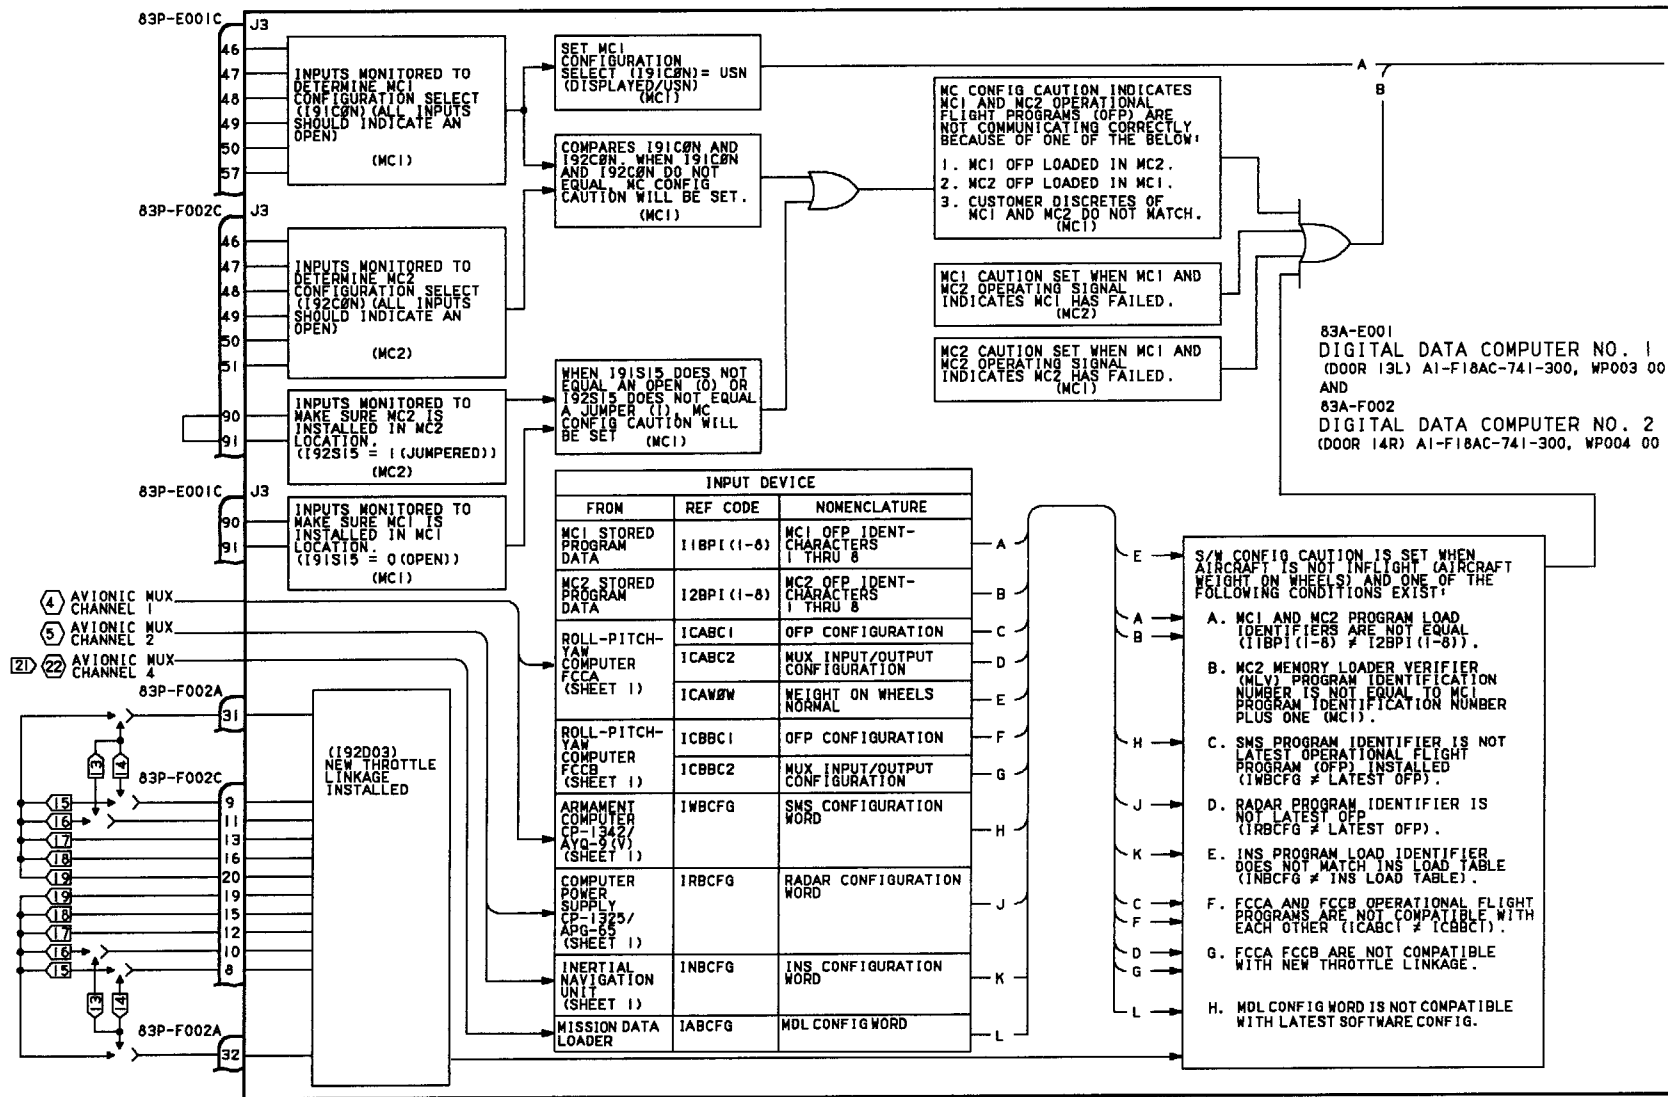 83P-E001C
J3
46
47
48
49
50
57
INPUTS MONITORED TO
DETERMINE MC1
CONFIGURATION SELECT
(I91CØN) (ALL INPUTS
SHOULD INDICATE AN
OPEN)
(MC1)
SET MC1
CONFIGURATION
SELECT (I91CØN)= USN
(DISPLAYED/USN)
(MC1)
A
B
COMPARES I91CØN AND
I92CØN. WHEN I91CØN
AND I92CØN DO NOT
EQUAL, MC CONFIG
CAUTION WILL BE SET.
(MC1)
MC CONFIG CAUTION INDICATES
MC1 AND MC2 OPERATIONAL
FLIGHT PROGRAMS (OFP) ARE
NOT COMMUNICATING CORRECTLY
BECAUSE OF ONE OF THE BELOW:
1. MC1 OFP LOADED IN MC2.
2. MC2 OFP LOADED IN MC1.
3. CUSTOMER DISCRETES OF
MC1 AND MC2 DO NOT MATCH.
(MC1)
83P-F002C
J3
46
47
48
49
50
51
90
91
INPUTS MONITORED TO
DETERMINE MC2
CONFIGURATION SELECT
(I92CØN) (ALL INPUTS
SHOULD INDICATE AN
OPEN)
(MC2)
MC1 CAUTION SET WHEN MC1 AND
MC2 OPERATING SIGNAL
INDICATES MC1 HAS FAILED.
(MC2)
MC2 CAUTION SET WHEN MC1 AND
MC2 OPERATING SIGNAL
INDICATES MC2 HAS FAILED.
(MC1)
83A-E001
DIGITAL DATA COMPUTER NO. 1
(DOOR 13L) A1-F18AC-741-300, WP003 00
AND
83A-F002
DIGITAL DATA COMPUTER NO. 2
(DOOR 14R) A1-F18AC-741-300, WP004 00
INPUTS MONITORED TO
MAKE SURE MC2 IS
INSTALLED IN MC2
LOCATION.
(I92S15 = 1 (JUMPERED))
(MC2)
WHEN I91S15 DOES NOT
EQUAL AN OPEN (0) OR
I92S15 DOES NOT EQUAL
A JUMPER (1), MC
CONFIG CAUTION WILL
BE SET
(MC1)
83P-E001C
J3
90
91
INPUTS MONITORED TO
MAKE SURE MC1 IS
INSTALLED IN MC1
LOCATION.
(I91S15 = 0 (OPEN))
(MC1)
4 AVIONIC MUX
CHANNEL 1
5 AVIONIC MUX
CHANNEL 2
21 22 AVIONIC MUX
CHANNEL 4
INPUT DEVICE
FROM REF CODE NOMENCLATURE
MC1 STORED
PROGRAM
DATA
I1BPI(1-8)
MC1 OFP IDENT-
CHARACTERS
1 THRU 8
A
MC2 STORED
PROGRAM
DATA
I2BPI(1-8)
MC2 OFP IDENT-
CHARACTERS
1 THRU 8
B
ROLL-PITCH-
YAW
COMPUTER
FCCA
(SHEET 1)
ICABC1 OFP CONFIGURATION C
ICABC2 MUX INPUT/OUTPUT
CONFIGURATION
D
ICAWØW WEIGHT ON WHEELS
NORMAL
E
ROLL-PITCH-
YAW
COMPUTER
FCCB
(SHEET 1)
ICBBC1 OFP CONFIGURATION F
ICBBC2 MUX INPUT/OUTPUT
CONFIGURATION
G
ARMAMENT
COMPUTER
CP-1342/
AYQ-9(V)
(SHEET 1)
IWBCFG SMS CONFIGURATION
WORD
H
COMPUTER
POWER
SUPPLY
CP-1325/
APG-65
(SHEET 1)
IRBCFG RADAR CONFIGURATION
WORD
J
INERTIAL
NAVIGATION
UNIT
(SHEET 1)
INBCFG INS CONFIGURATION
WORD
K
MISSION DATA
LOADER
IABCFG MDL CONFIG WORD
L
E
A
B
H
J
K
C
F
D
G
L
S/W CONFIG CAUTION IS SET WHEN
AIRCRAFT IS NOT INFLIGHT (AIRCRAFT
WEIGHT ON WHEELS) AND ONE OF THE
FOLLOWING CONDITIONS EXIST:
A. MC1 AND MC2 PROGRAM LOAD
IDENTIFIERS ARE NOT EQUAL
(I1BPI(1-8) ≠ I2BPI(1-8)).
B. MC2 MEMORY LOADER VERIFIER
(MLV) PROGRAM IDENTIFICATION
NUMBER IS NOT EQUAL TO MC1
PROGRAM IDENTIFICATION NUMBER
PLUS ONE (MC1).
C. SMS PROGRAM IDENTIFIER IS NOT
LATEST OPERATIONAL FLIGHT
PROGRAM (OFP) INSTALLED
(IWBCFG ≠ LATEST OFP).
D. RADAR PROGRAM IDENTIFIER IS
NOT LATEST OFP
(IRBCFG ≠ LATEST OFP).
E. INS PROGRAM LOAD IDENTIFIER
DOES NOT MATCH INS LOAD TABLE
(INBCFG ≠ INS LOAD TABLE).
F. FCCA AND FCCB OPERATIONAL FLIGHT
PROGRAMS ARE NOT COMPATIBLE WITH
EACH OTHER (ICABC1 ≠ ICBBC1).
G. FCCA FCCB ARE NOT COMPATIBLE
WITH NEW THROTTLE LINKAGE.
H. MDL CONFIG WORD IS NOT COMPATIBLE
WITH LATEST SOFTWARE CONFIG.
83P-F002A
31
13
14
83P-F002C
15
9
16
11
17
13
18
16
19
20
19
19
18
15
17
12
16
10
15
8
13
14
83P-F002A
32
(I92D03)
NEW THROTTLE
LINKAGE
INSTALLED